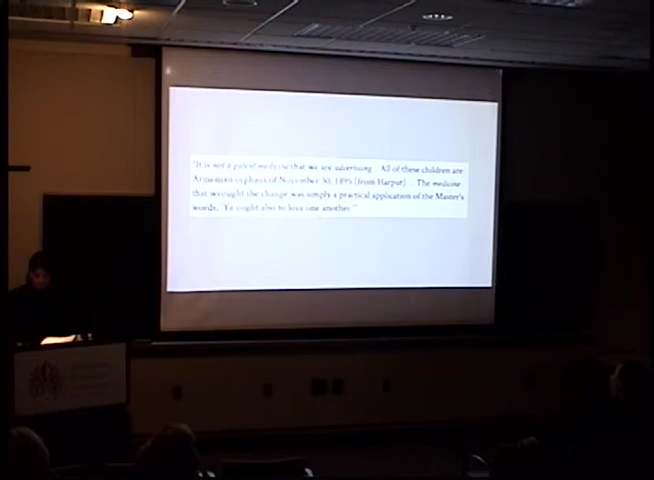 "It is not a patent medicine that we are advertising... All of these children are
Armenian orphans of November 30, 1895 [from Harput]... The medicine
that wrought the change was simply a practical application of the Master's
words, 'Ye ought also to love one another.'"